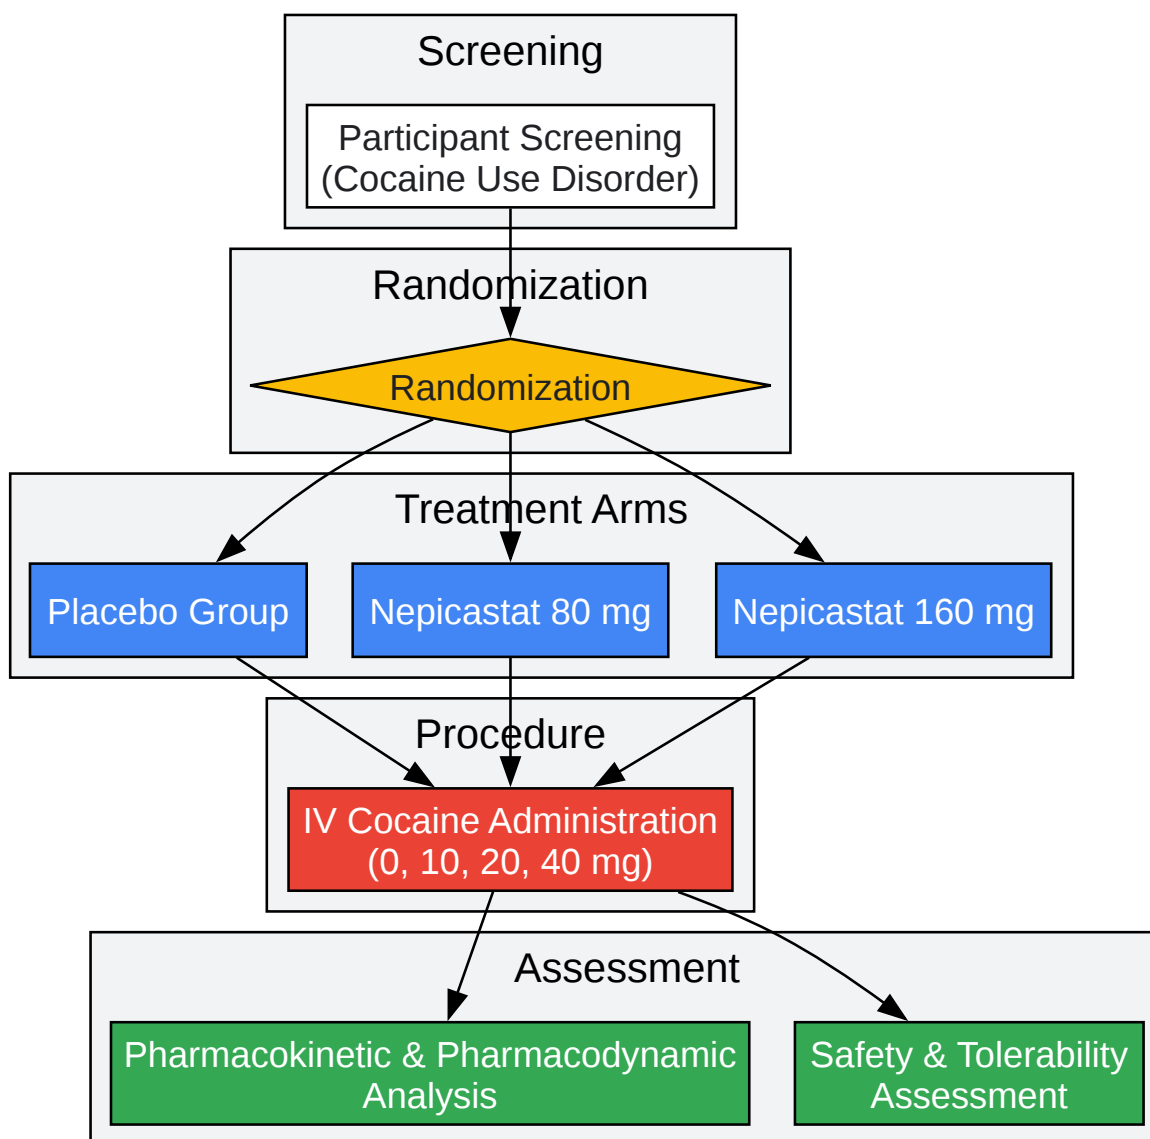 Screening
Participant Screening
(Cocaine Use Disorder)
Randomization
Randomization
Treatment Arms
Placebo Group
Nepicastat 80 mg
Nepicastat 160 mg
Procedure
IV Cocaine Administration
(0, 10, 20, 40 mg)
Assessment
Pharmacokinetic & Pharmacodynamic
Analysis
Safety & Tolerability
Assessment